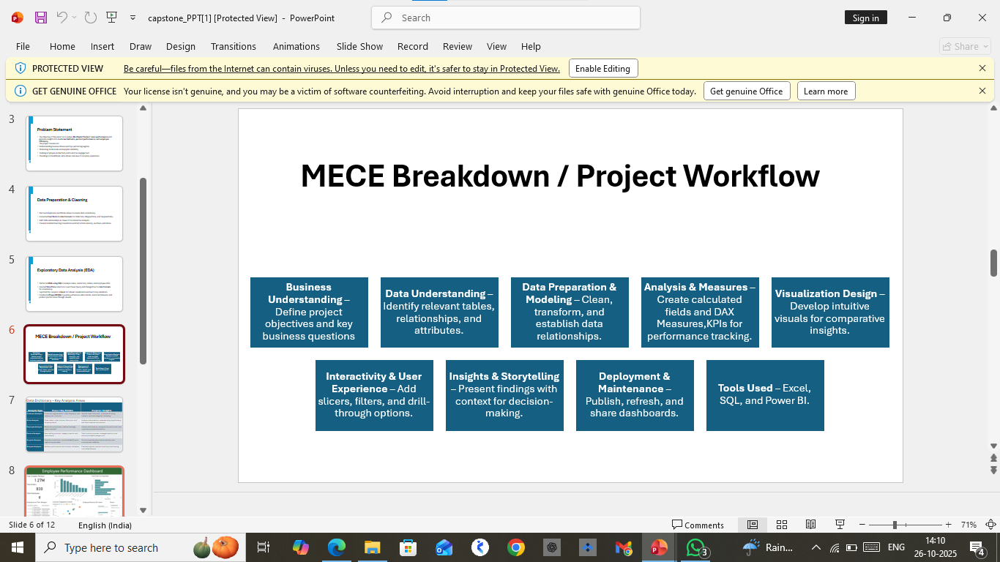 capstone_PPT[1] [Protected View] - PowerPoint
Search
Sign in
File Home Insert Draw Design Transitions Animations Slide Show Record Review View Help
Share
PROTECTED VIEW Be careful—files from the Internet can contain viruses. Unless you need to edit, it's safer to stay in Protected View. Enable Editing
GET GENUINE OFFICE Your license isn't genuine, and you may be a victim of software counterfeiting. Avoid interruption and keep your files safe with genuine Office today. Get genuine Office Learn more
3
Problem Statement
4
Data Preparation & Cleaning
5
Exploratory Data Analysis (EDA)
6
MECE Breakdown / Project Workflow
7
Data Dictionary – Key Analysis Areas
8
Employee Performance Dashboard
1.27M
830
9
MECE Breakdown / Project Workflow
Business
Understanding –
Define project
objectives and key
business questions
Data Understanding –
Identify relevant tables,
relationships, and
attributes.
Data Preparation &
Modeling – Clean,
transform, and
establish data
relationships.
Analysis & Measures –
Create calculated
fields and DAX
Measures,KPIs for
performance tracking.
Visualization Design –
Develop intuitive
visuals for comparative
insights.
Interactivity & User
Experience – Add
slicers, filters, and drill-
through options.
Insights & Storytelling
– Present findings with
context for decision-
making.
Deployment &
Maintenance –
Publish, refresh, and
share dashboards.
Tools Used – Excel,
SQL, and Power BI.
Slide 6 of 12 English (India)
Comments
71%
Type here to search
3
Rain...
ENG
14:10
26-10-2025
4